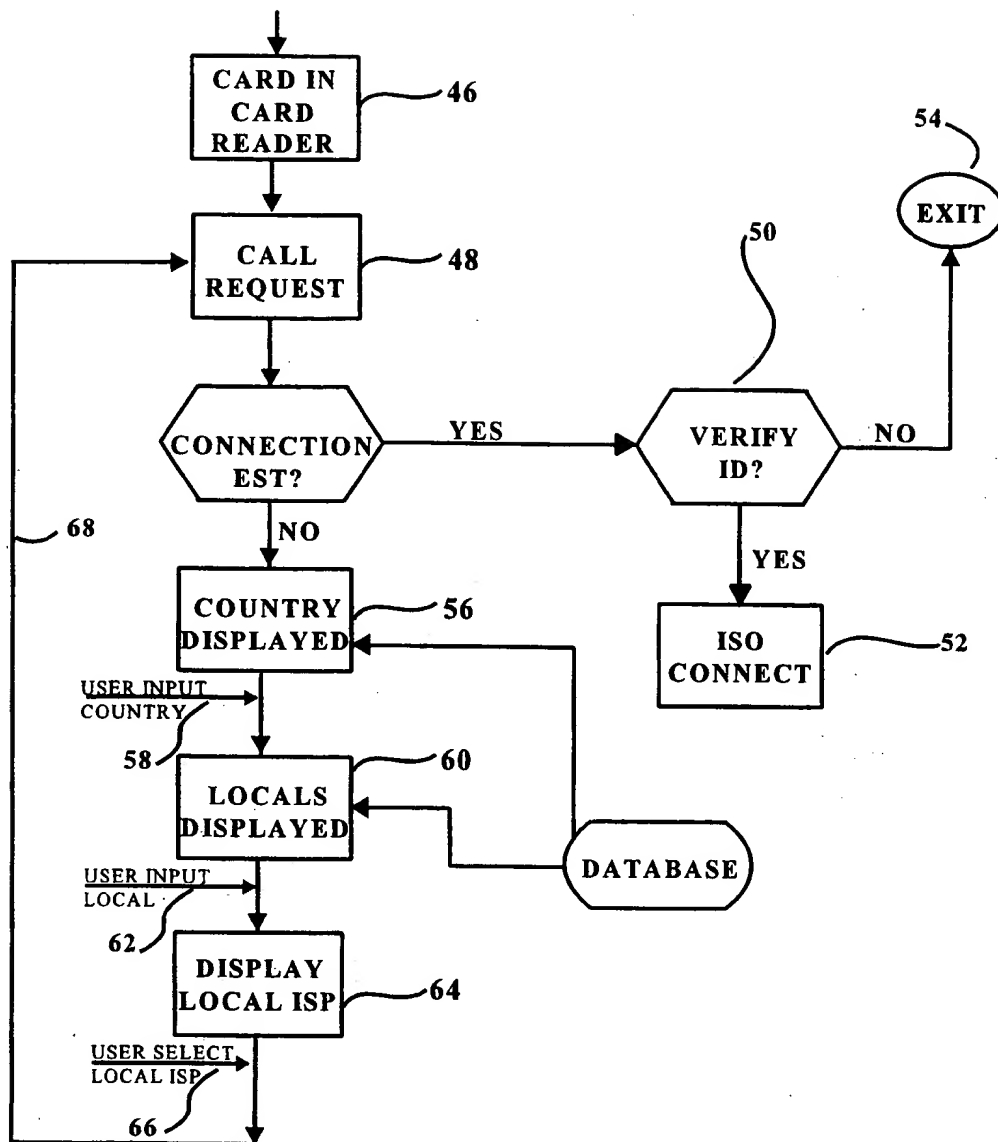 CARD IN
CARD
READER
46
54
EXIT
CALL
REQUEST
48
50
CONNECTION
EST?
YES
VERIFY
ID?
NO
68
NO
YES
COUNTRY
DISPLAYED
56
ISO
CONNECT
52
USER INPUT
COUNTRY
58
60
LOCALS
DISPLAYED
DATABASE
USER INPUT
LOCAL
62
DISPLAY
LOCAL ISP
64
USER SELECT
LOCAL ISP
66